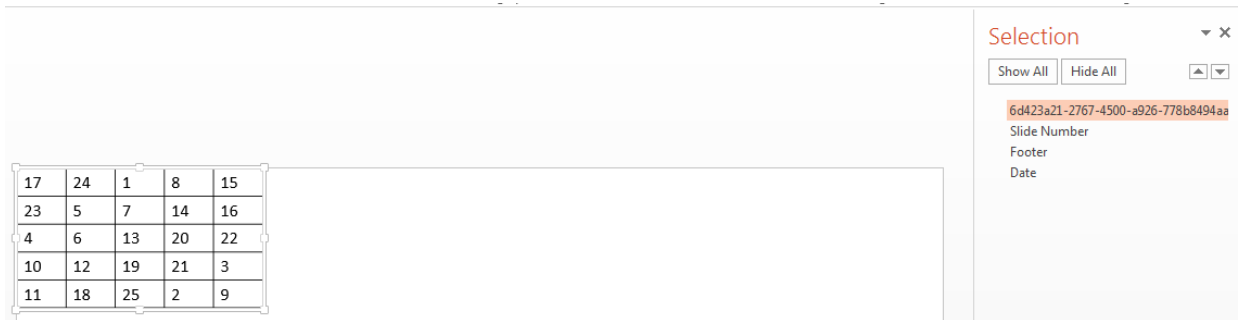 Selection
Show All Hide All
6d423a21-2767-4500-a926-778b8494aa
Slide Number
Footer
Date
17 24 1 8 15
23 5 7 14 16
4 6 13 20 22
10 12 19 21 3
11 18 25 2 9